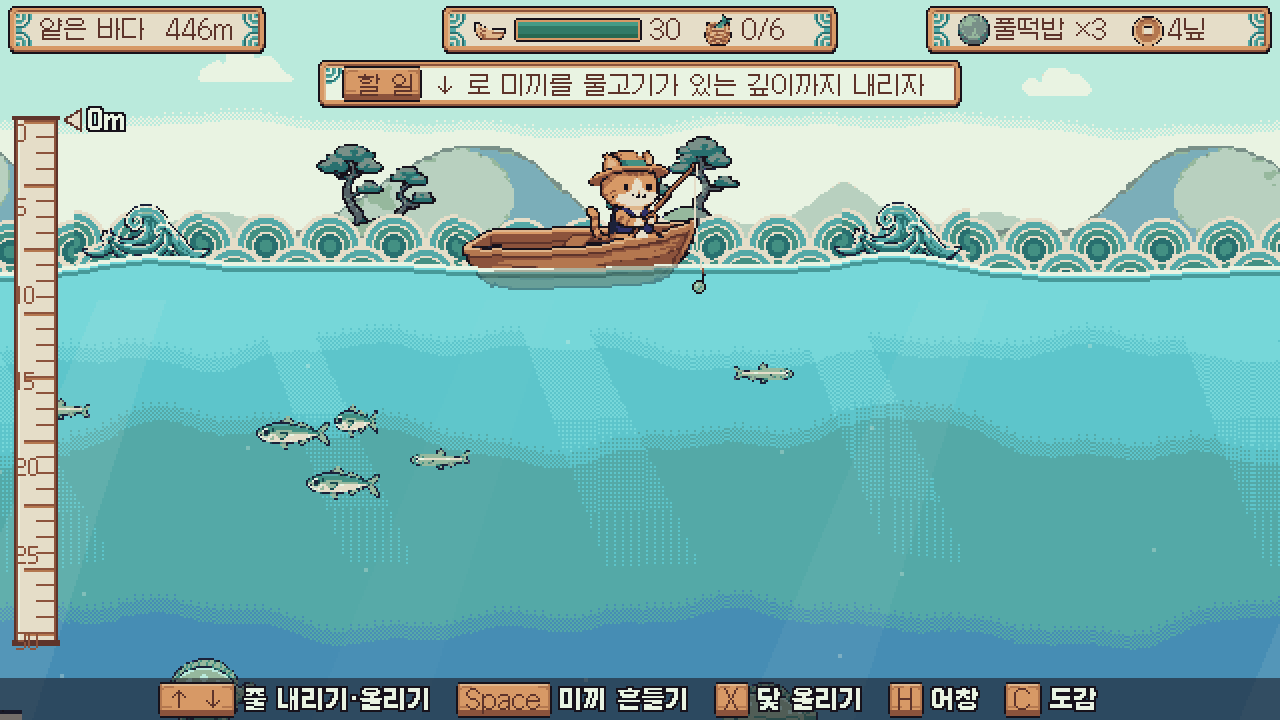 얕은 바다 446m
30 0/6
풀떡밥 ×3 4닢
할 일 ↓ 로 미끼를 물고기가 있는 깊이까지 내리자
0m
0
5
10
15
20
25
30
↑ ↓ 줄 내리기·올리기 Space 미끼 흔들기 X 닻 올리기 H 어창 C 도감